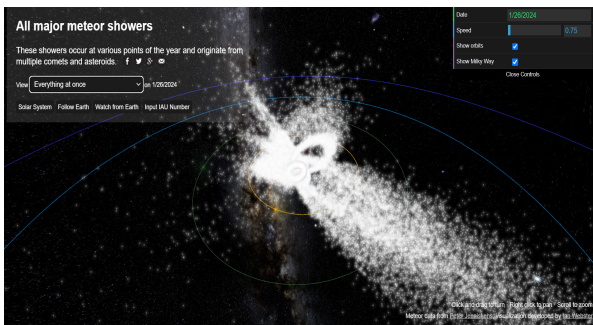 All major meteor showers
These showers occur at various points of the year and originate from
multiple comets and asteroids.
View Everything at once on 1/26/2024
Solar System Follow Earth Watch from Earth Input IAU Number
Date 1/26/2024
Speed 0.75
Show orbits
Show Milky Way
Close Controls
Click and drag to turn · Right click to pan · Scroll to zoom
Meteor data from Peter Jenniskens, visualization developed by Ian Webster